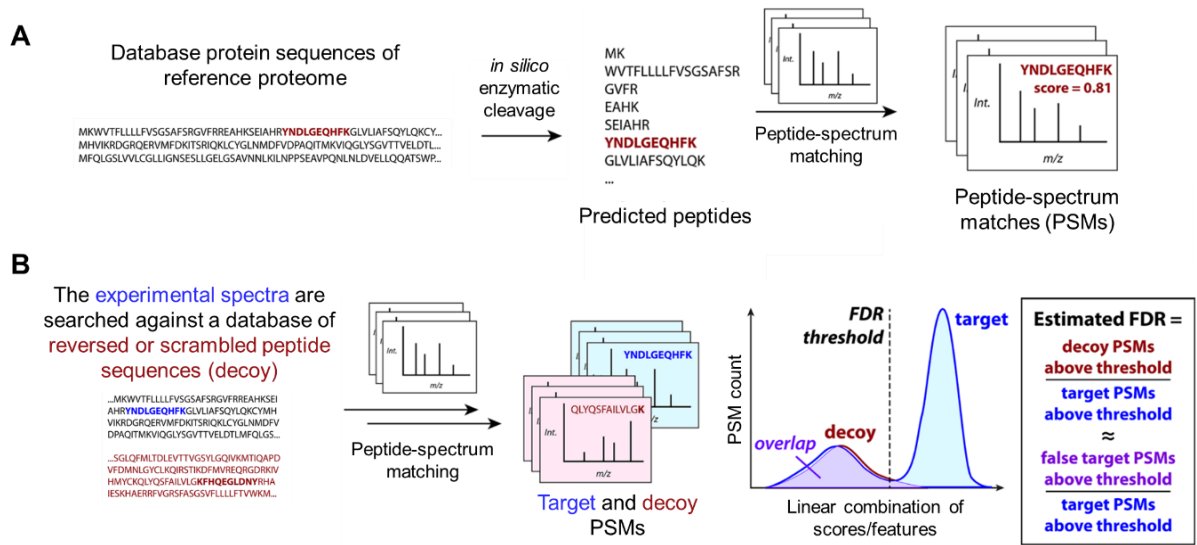 A
Database protein sequences of
reference proteome
MKWVTFLLLLFVSGSAFSRGVFRREAHKSEIAHRYNDLGEQHFKGLVLIAFSQYLQKCY...
MHVIKRDGRQERVMFDKITSRIQKLCYGLNMDFVDPAQITMKVIQGLYSGVTTVELDTL...
MFQLGSLVVLCGLLIGNSESLLGELGSAVNNLKILNPPSEAVPQNLNLDVELLQQATSWP...
in silico
enzymatic
cleavage
MK
WVTFLLLLFVSGSAFSR
GVFR
EAHK
SEIAHR
YNDLGEQHFK
GLVLIAFSQYLQK
...
Predicted peptides
I
I
Int.
m/z
Peptide-spectrum
matching
I
I
Int.
YNDLGEQHFK
score = 0.81
m/z
Peptide-spectrum
matches (PSMs)
B
The experimental spectra are
searched against a database of
reversed or scrambled peptide
sequences (decoy)
...MKWVTFLLLLFVSGSAFSRGVFRREAHKSEI
AHRYNDLGEQHFKGLVLIAFSQYLQKCYMH
VIKRDGRQERVMFDKITSRIQKLCYGLNMDFV
DPAQITMKVIQGLYSGVTTVELDTLMFQLGS...
...SGLQFMLTDLEVTTVGSYLGQIVKMTIQAPD
VFDMNLGYCLKQIRSTIKDFMVREQRGDRKIV
HMYCKQLYQSFAILVLGKFHQEGLDNYRHA
IESKHAERRFVGRSFASGSVFLLLLFTVWKM...
Int.
m/z
Peptide-spectrum
matching
YNDLGEQHFK
m/z
QLYQSFAILVLGK
Int.
m/z
Target and decoy
PSMs
PSM count
FDR
threshold
target
decoy
overlap
Linear combination of
scores/features
Estimated FDR =
decoy PSMs
above threshold
target PSMs
above threshold
≈
false target PSMs
above threshold
target PSMs
above threshold